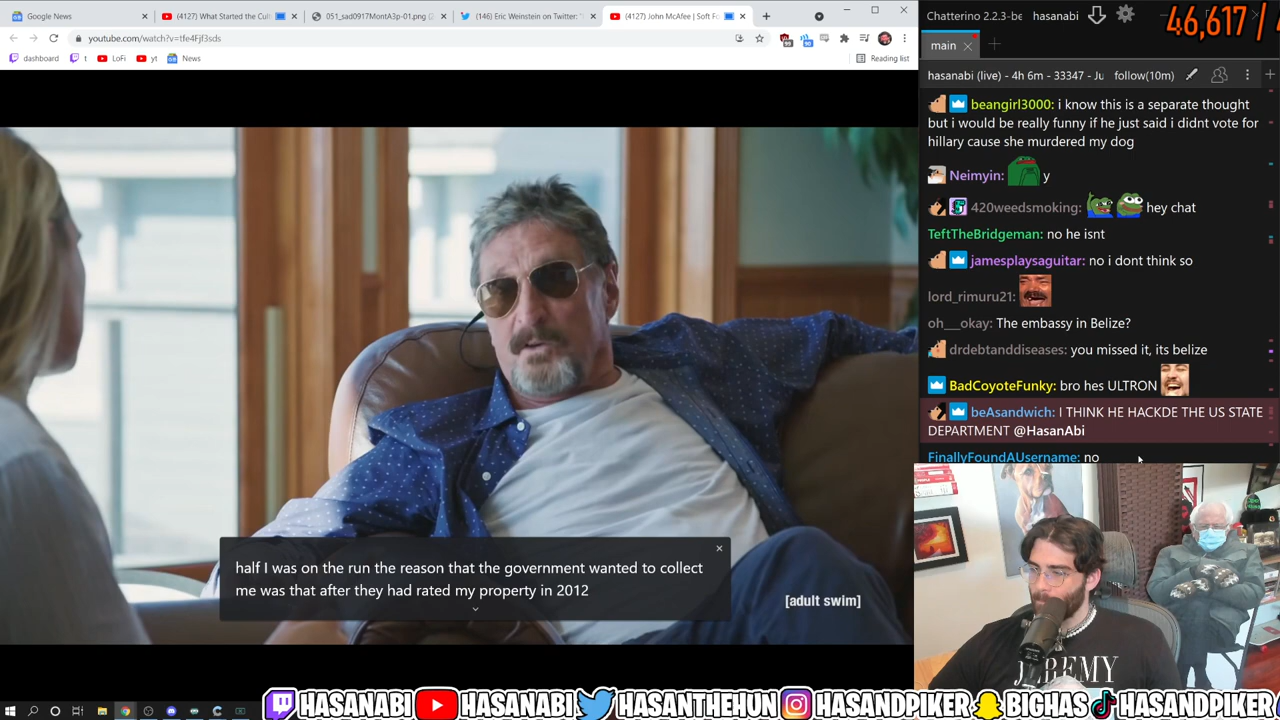 (4127) What Started the Cult
051_sad0917MontA3p-01.png (
(146) Eric Weinstein on Twitter: "
(4127) John McAfee | Soft Fo
Google News
youtube.com/watch?v=tfe4Fjf3sds
dashboard
t
LoFi
yt
News
Reading list
half I was on the run the reason that the government wanted to collect
me was that after they had rated my property in 2012
[adult swim]
Chatterino 2.2.3-be
hasanabi
46,617 /
main
hasanabi (live) - 4h 6m - 33347 - Ju
follow(10m)
beangirl3000: i know this is a separate thought
but i would be really funny if he just said i didnt vote for
hillary cause she murdered my dog
Neimyin: y
420weedsmoking: hey chat
TeftTheBridgeman: no he isnt
jamesplaysaguitar: no i dont think so
lord_rimuru21:
oh___okay: The embassy in Belize?
drdebtanddiseases: you missed it, its belize
BadCoyoteFunky: bro hes ULTRON
beAsandwich: I THINK HE HACKDE THE US STATE
DEPARTMENT @HasanAbi
FinallyFoundAUsername: no
JEREMY
HASANABI
HASANABI
HASANTHEHUN
HASANDPIKER
BIGHAS
HASANDPIKER